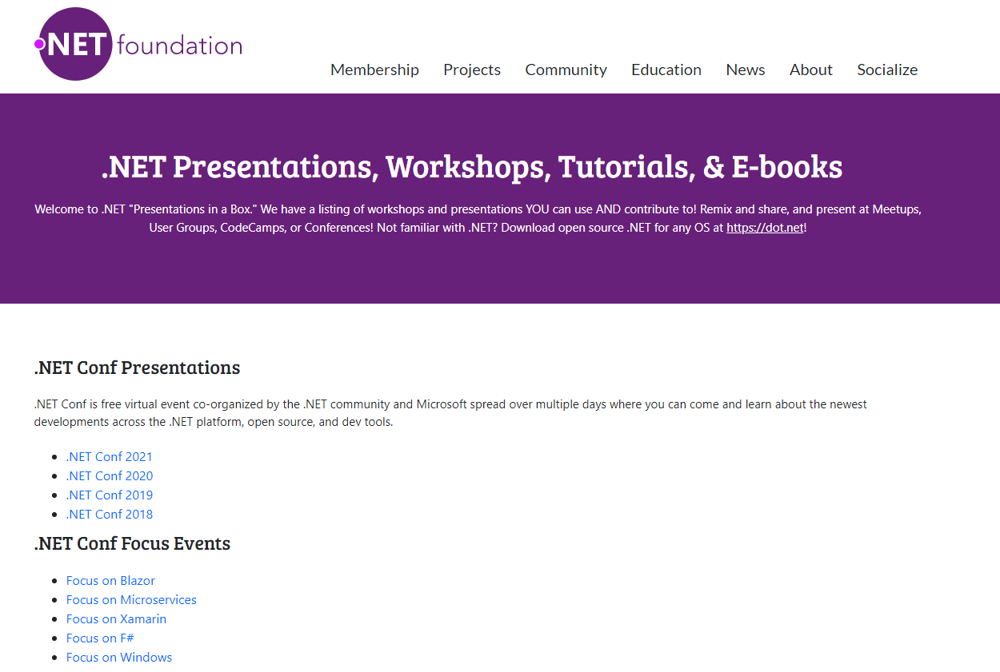 .NET foundation
Membership Projects Community Education News About Socialize
.NET Presentations, Workshops, Tutorials, & E-books
Welcome to .NET "Presentations in a Box." We have a listing of workshops and presentations YOU can use AND contribute to! Remix and share, and present at Meetups,
User Groups, CodeCamps, or Conferences! Not familiar with .NET? Download open source .NET for any OS at https://dot.net!
.NET Conf Presentations
.NET Conf is free virtual event co-organized by the .NET community and Microsoft spread over multiple days where you can come and learn about the newest
developments across the .NET platform, open source, and dev tools.
.NET Conf 2021
.NET Conf 2020
.NET Conf 2019
.NET Conf 2018
.NET Conf Focus Events
Focus on Blazor
Focus on Microservices
Focus on Xamarin
Focus on F#
Focus on Windows